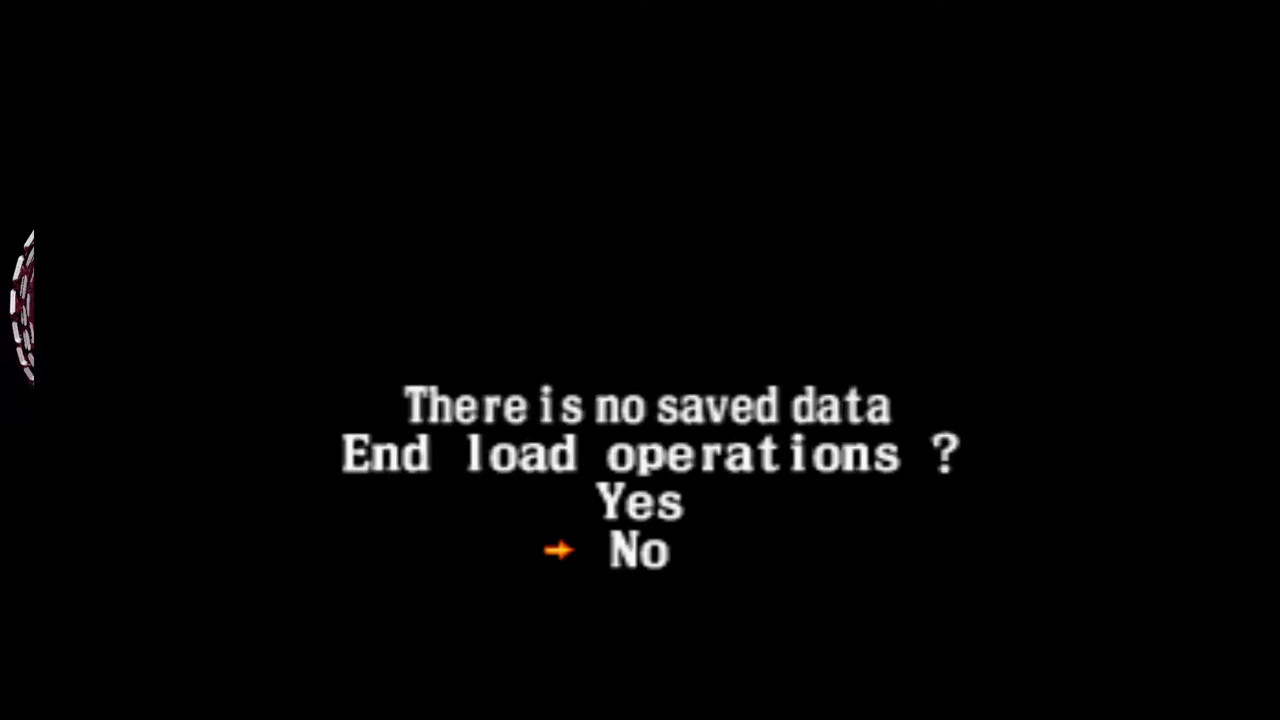 There is no saved data
End load operations ?
Yes
No